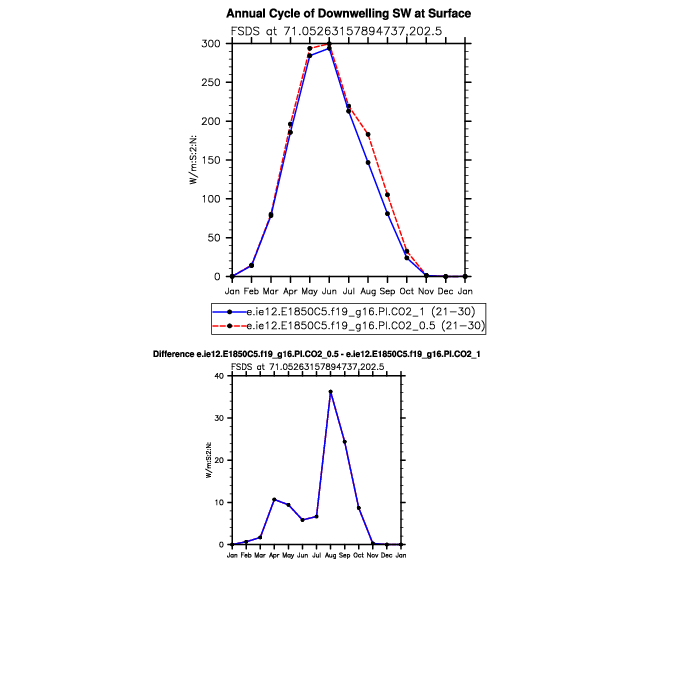 Annual Cycle of Downwelling SW at Surface
FSDS at 71.05263157894737,202.5
300
250
200
150
100
50
0
W/m:S:2:N:
Jan Feb Mar Apr May Jun Jul Aug Sep Oct Nov Dec Jan
e.ie12.E1850C5.f19_g16.PI.CO2_1 (21-30)
e.ie12.E1850C5.f19_g16.PI.CO2_0.5 (21-30)
Difference e.ie12.E1850C5.f19_g16.PI.CO2_0.5 - e.ie12.E1850C5.f19_g16.PI.CO2_1
FSDS at 71.05263157894737,202.5
40
30
20
10
0
W/m:S:2:N:
Jan Feb Mar Apr May Jun Jul Aug Sep Oct Nov Dec Jan